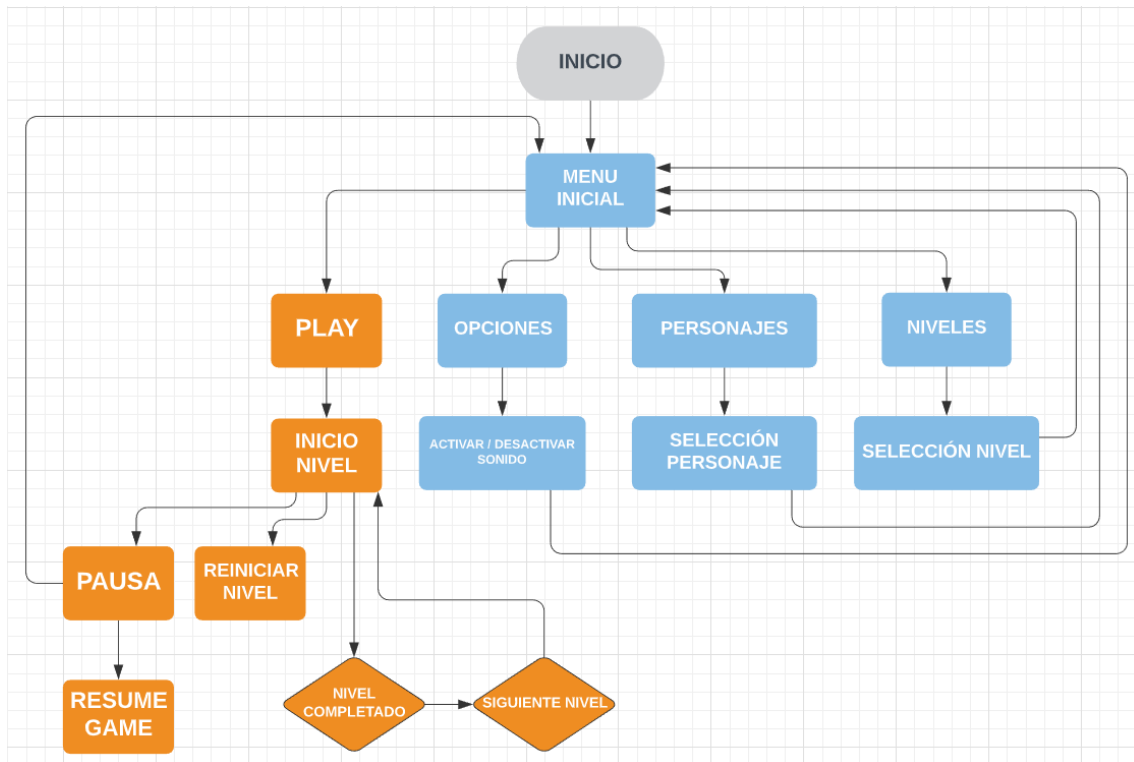 INICIO
MENU
INICIAL
PLAY
OPCIONES
PERSONAJES
NIVELES
INICIO
NIVEL
ACTIVAR / DESACTIVAR
SONIDO
SELECCIÓN
PERSONAJE
SELECCIÓN NIVEL
PAUSA
REINICIAR
NIVEL
RESUME
GAME
NIVEL
COMPLETADO
SIGUIENTE NIVEL